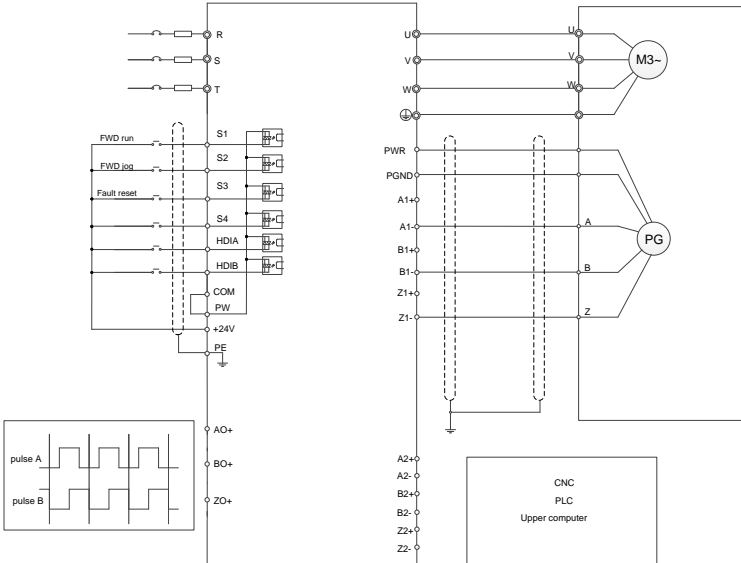 R
S
T
U
V
W
U
V
W
M3~
FWD run
FWD jog
Fault reset
S1
S2
S3
S4
HDIA
HDIB
COM
PW
+24V
PE
PWR
PGND
A1+
A1-
B1+
B1-
Z1+
Z1-
A
B
Z
PG
AO+
BO+
ZO+
pulse A
pulse B
A2+
A2-
B2+
B2-
Z2+
Z2-
CNC
PLC
Upper computer